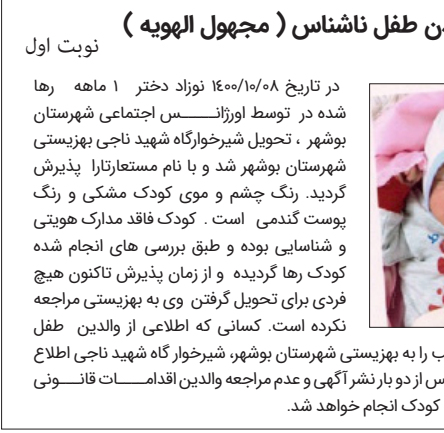 ن طفل ناشناس ( مجهول الهویه )
نوبت اول
در تاریخ ۱۴۰۰/۱۰/۰۸ نوزاد دختر ۱ ماهه رها
شده در توسط اورژانــــس اجتماعی شهرستان
بوشهر ، تحویل شیرخوارگاه شهید ناجی بهزیستی
شهرستان بوشهر شد و با نام مستعارتارا پذیرش
گردید. رنگ چشم و موی کودک مشکی و رنگ
پوست گندمی است . کودک فاقد مدارک هویتی
و شناسایی بوده و طبق بررسی های انجام شده
کودک رها گردیده و از زمان پذیرش تاکنون هیچ
فردی برای تحویل گرفتن وی به بهزیستی مراجعه
نکرده است. کسانی که اطلاعی از والدین طفل
ب را به بهزیستی شهرستان بوشهر، شیرخوار گاه شهید ناجی اطلاع
س از دو بار نشر آگهی و عدم مراجعه والدین اقدامــــات قانــــونی
کودک انجام خواهد شد.